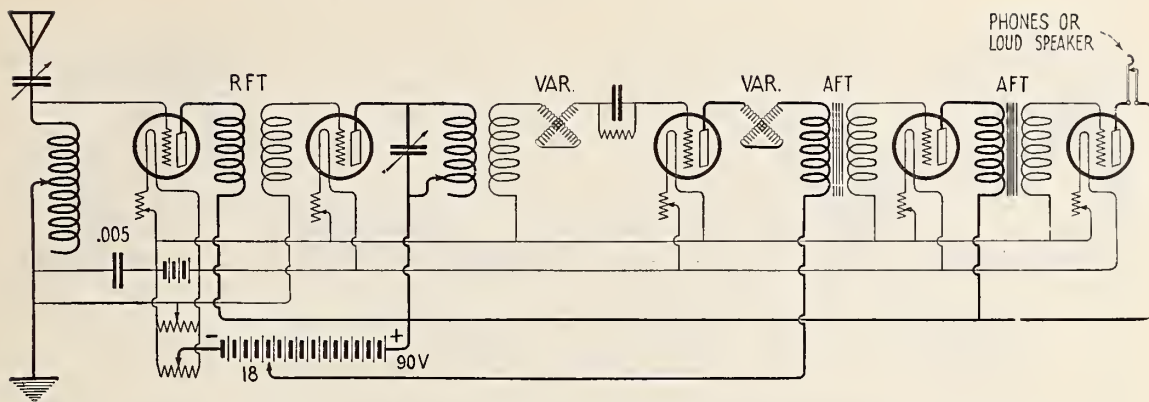 PHONES OR
LOUD SPEAKER
RFT
VAR.
VAR.
AFT
AFT
.005
- +
18
90V